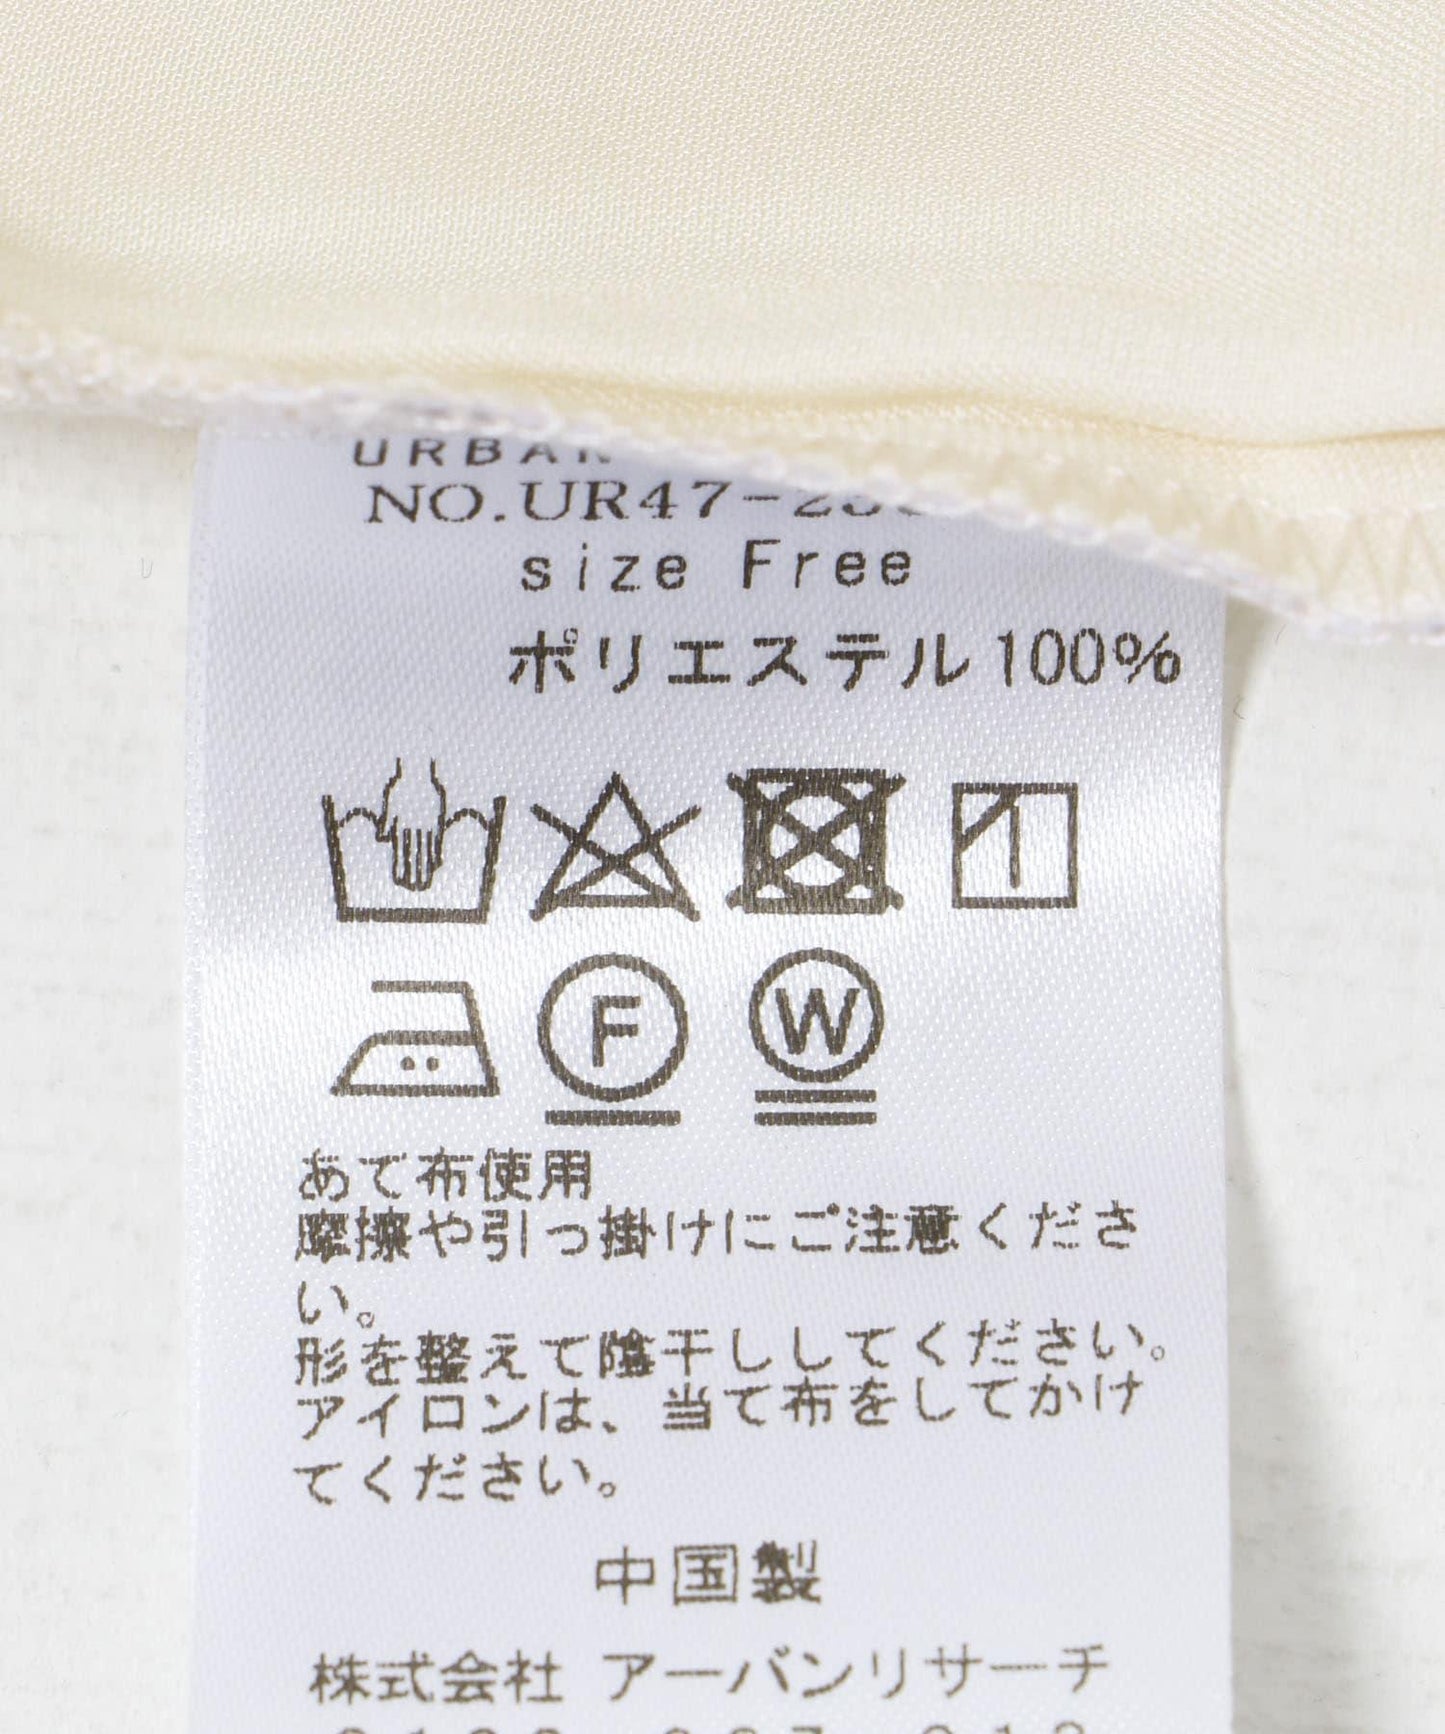 URBAN
NO.UR47-
size Free
ポリエステル100%
F
W
あて布使用
摩擦や引っ掛けにご注意くださ
い。
形を整えて陰干ししてください。
アイロンは、当て布をしてかけ
てください。
中国製
株式会社 アーバンリサーチ